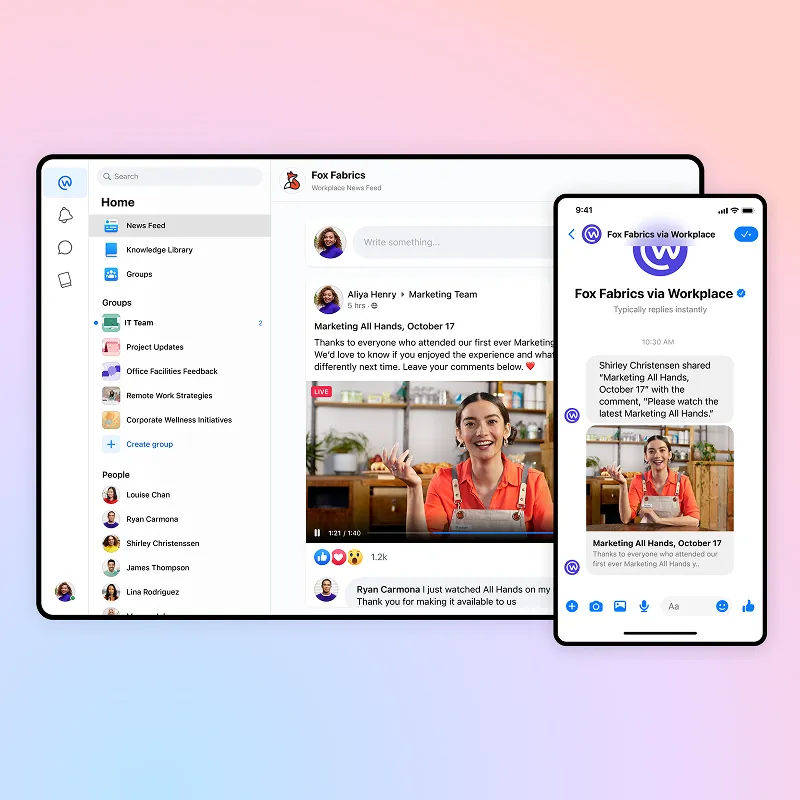 Search
Home
News Feed
Knowledge Library
Groups
Groups
IT Team
2
Project Updates
Office Facilities Feedback
Remote Work Strategies
Corporate Wellness Initiatives
Create group
People
Louise Chan
Ryan Carmona
Shirley Christenssen
James Thompson
Lina Rodriguez
Fox Fabrics
Workplace News Feed
Write something...
Aliya Henry Marketing Team
5 hrs
Marketing All Hands, October 17
Thanks to everyone who attended our first ever Marketing
We'd love to know if you enjoyed the experience and what
differently next time. Leave your comments below. ❤️
LIVE
1:21 / 1:40
1.2k
Ryan Carmona I just watched All Hands on my
Thank you for making it available to us
9:41
Fox Fabrics via Workplace
Fox Fabrics via Workplace
Typically replies instantly
10:30 AM
Shirley Christensen shared
"Marketing All Hands,
October 17" with the
comment, "Please watch the
latest Marketing All Hands."
Marketing All Hands, October 17
Thanks to everyone who attended our
first ever Marketing All Hands y..
Aa